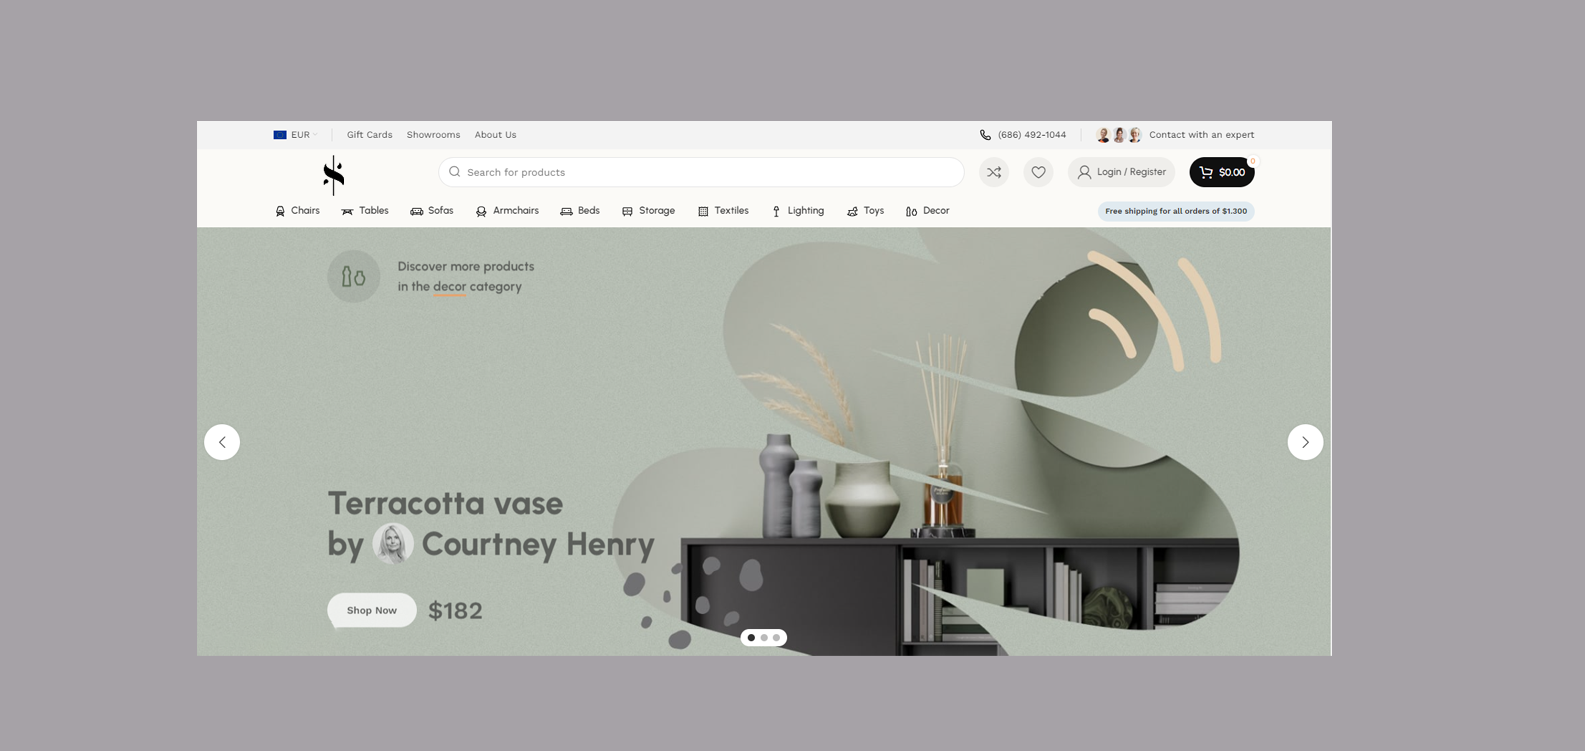 EUR
Gift Cards
Showrooms
About Us
(686) 492-1044
Contact with an expert
Search for products
Login / Register
0
$0.00
Chairs
Tables
Sofas
Armchairs
Beds
Storage
Textiles
Lighting
Toys
Decor
Free shipping for all orders of $1.300
Discover more products
in the decor category
Terracotta vase
by Courtney Henry
Shop Now
$182